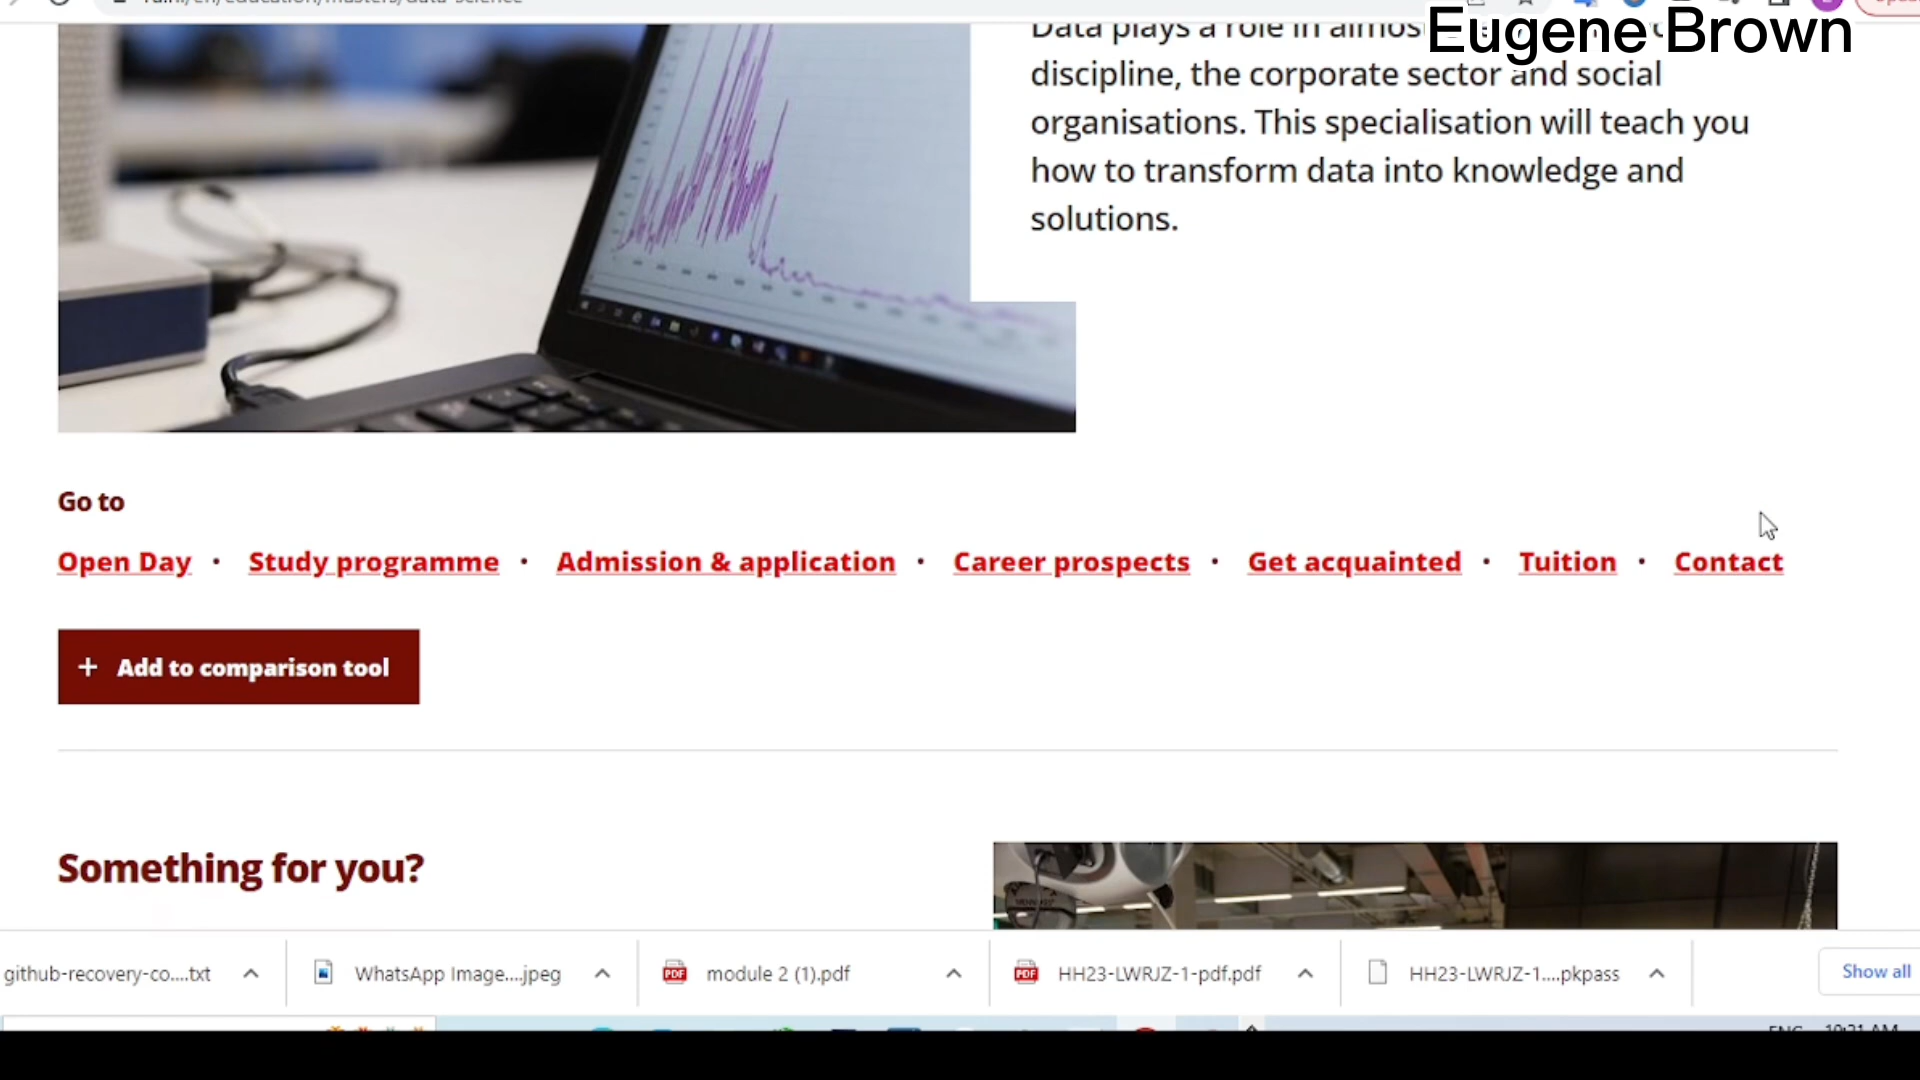 Eugene Brown
Data plays a role in almos
discipline, the corporate sector and social
organisations. This specialisation will teach you
how to transform data into knowledge and
solutions.
Go to
Open Day • Study programme • Admission & application • Career prospects • Get acquainted • Tuition • Contact
+ Add to comparison tool
Something for you?
github-recovery-co....txt
WhatsApp Image....jpeg
module 2 (1).pdf
HH23-LWRJZ-1-pdf.pdf
HH23-LWRJZ-1....pkpass
Show all